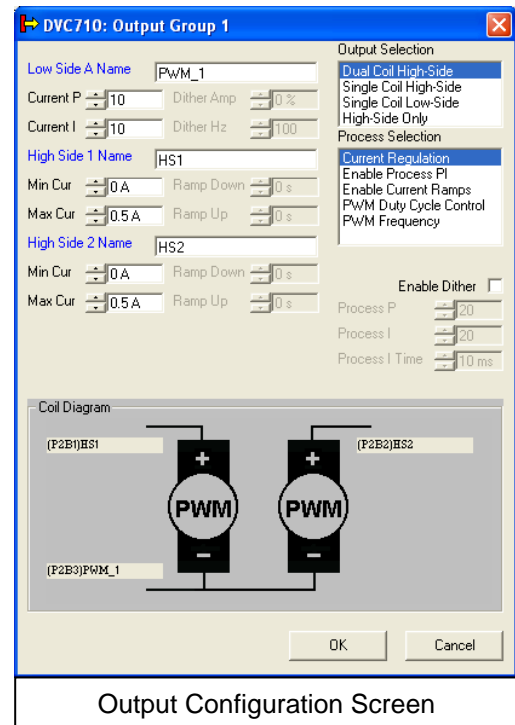 DVC710: Output Group 1
Output Selection
Low Side A Name PWM_1
Dual Coil High-Side
Single Coil High-Side
Single Coil Low-Side
High-Side Only
Current P 10 Dither Amp 0 %
Current I 10 Dither Hz 100
Process Selection
High Side 1 Name HS1
Current Regulation
Enable Process PI
Enable Current Ramps
PWM Duty Cycle Control
PWM Frequency
Min Cur 0 A Ramp Down 0 s
Max Cur 0.5 A Ramp Up 0 s
High Side 2 Name HS2
Min Cur 0 A Ramp Down 0 s
Max Cur 0.5 A Ramp Up 0 s
Enable Dither
Process P 20
Process I 20
Process I Time 10 ms
Coil Diagram
(P2B1)HS1
(P2B2)HS2
+ +
PWM PWM
- -
(P2B3)PWM_1
OK Cancel
Output Configuration Screen